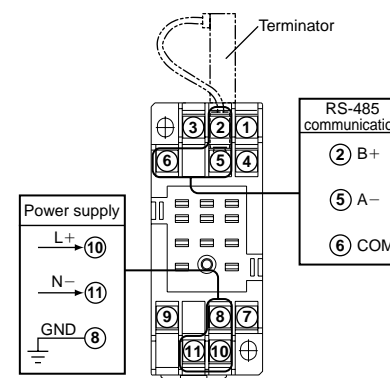 Terminator
3 2 1
6 5 4
RS-485
communication
2 B+
5 A−
6 COM
Power supply
L+ 10
N− 11
GND 8
9 8 7
11 10